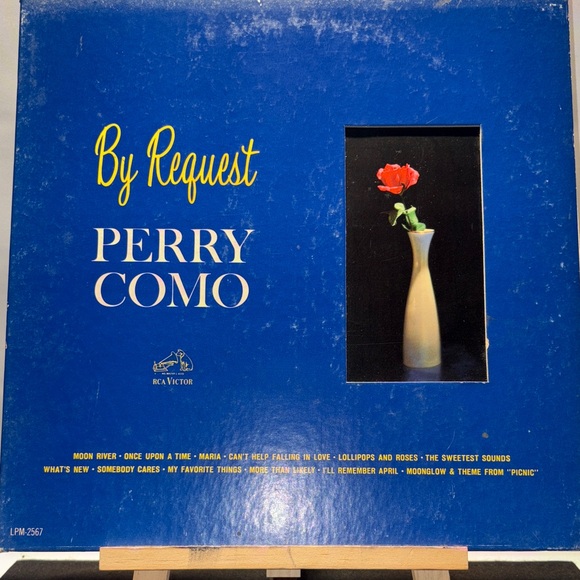 By Request
PERRY
COMO
RCA VICTOR
MOON RIVER • ONCE UPON A TIME • MARIA • CAN'T HELP FALLING IN LOVE • LOLLIPOPS AND ROSES • THE SWEETEST SOUNDS
WHAT'S NEW • SOMEBODY CARES • MY FAVORITE THINGS • MORE THAN LIKELY • I'LL REMEMBER APRIL • MOONGLOW & THEME FROM "PICNIC"
LPM-2567